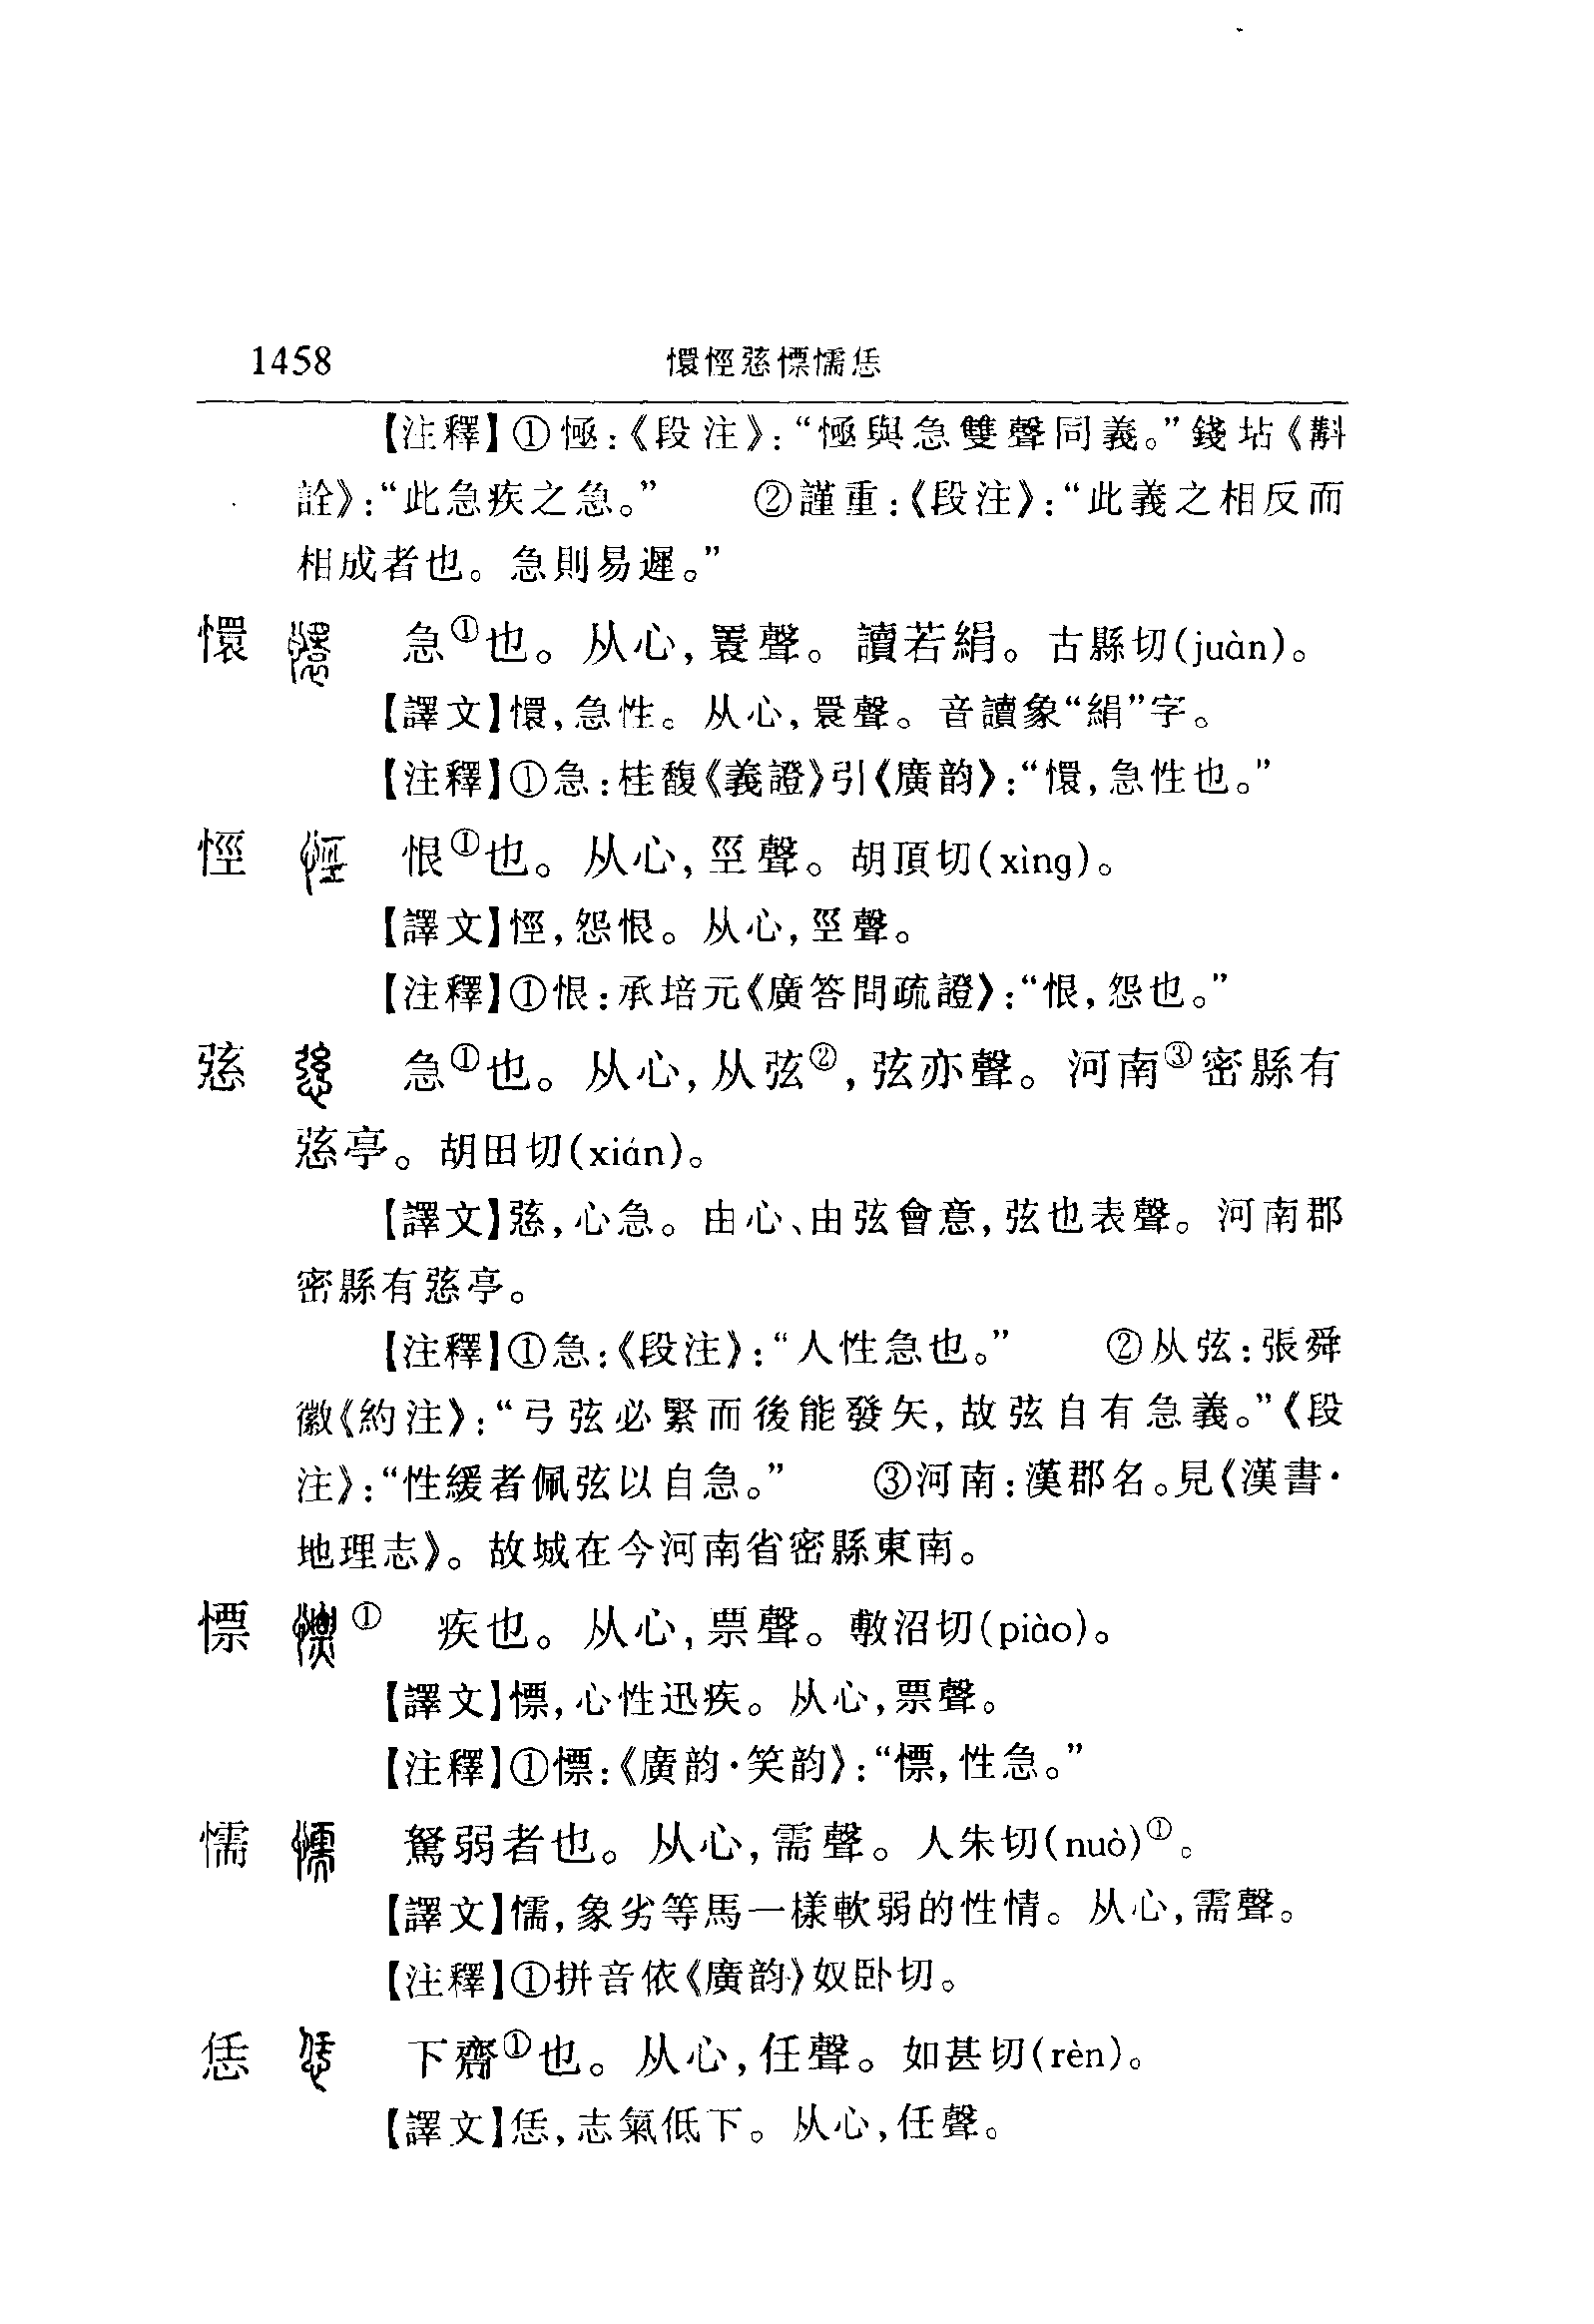 1458 懁悭慈慓懦恁
【注釋】①恆:《段注》:“恆與急雙聲同義。”錢坫《斠
詮》:“此急疾之急。” ②謹重:《段注》:“此義之相反而
相成者也。急則易遲。”
懁 急①也。从心,瞏聲。讀若絹。古縣切(juàn)。
【譯文】懁,急性。从心,瞏聲。音讀象“絹”字。
【注釋】①急:桂馥《義證》引《廣韵》:“懁,急性也。”
悭 恨①也。从心,巠聲。胡頂切(xìng)。
【譯文】悭,怨恨。从心,巠聲。
【注釋】①恨:承培元《廣答問疏證》:“恨,怨也。”
慈 急①也。从心,从弦②,弦亦聲。河南③密縣有
慈亭。胡田切(xián)。
【譯文】慈,心急。由心、由弦會意,弦也表聲。河南郡
密縣有慈亭。
【注釋】①急:《段注》:“人性急也。” ②从弦:張舜
徽《約注》:“弓弦必緊而後能發矢,故弦自有急義。”《段
注》:“性緩者佩弦以自急。” ③河南:漢郡名。見《漢書·
地理志》。故城在今河南省密縣東南。
慓 ① 疾也。从心,票聲。敷沼切(piào)。
【譯文】慓,心性迅疾。从心,票聲。
【注釋】①慓:《廣韵·笑韵》:“慓,性急。”
懦 駑弱者也。从心,需聲。人朱切(nuò)①。
【譯文】懦,象劣等馬一樣軟弱的性情。从心,需聲。
【注釋】①拼音依《廣韵》奴卧切。
恁 下齎①也。从心,任聲。如甚切(rèn)。
【譯文】恁,志氣低下。从心,任聲。